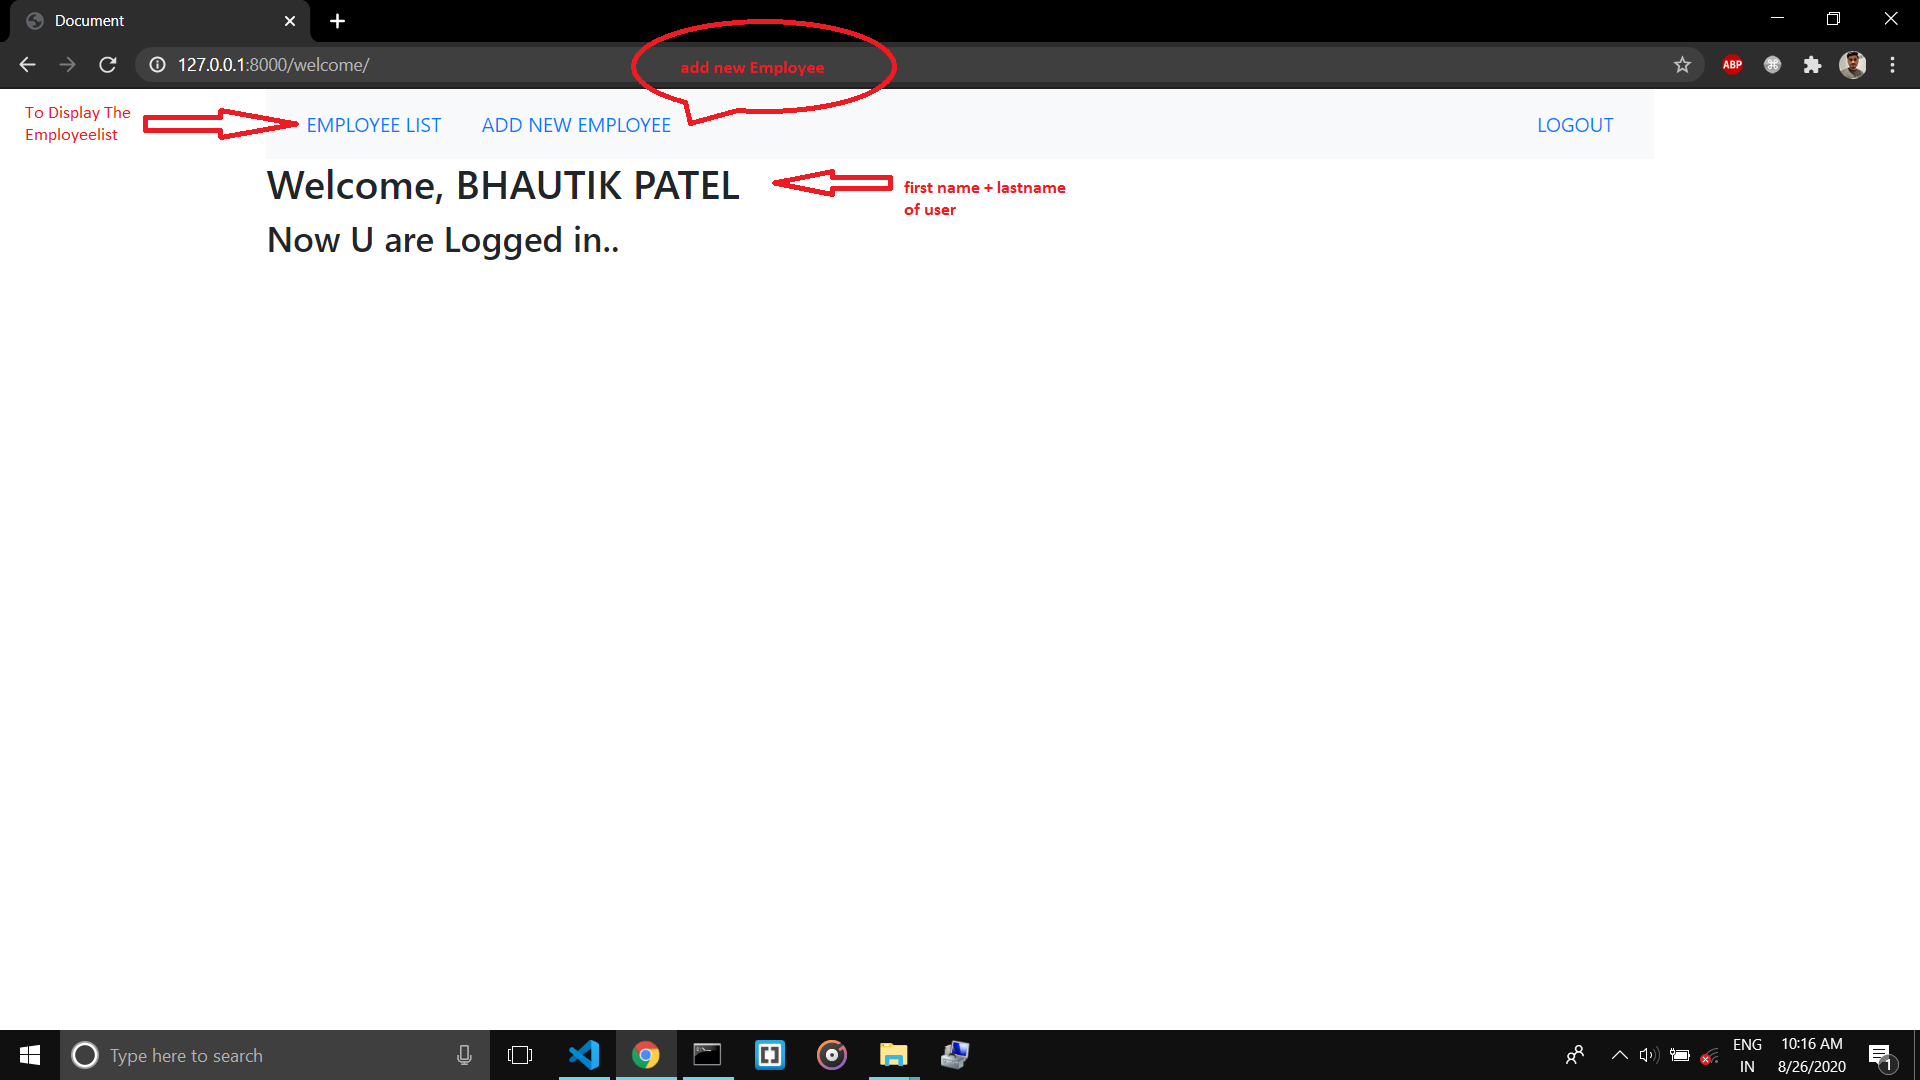 Document
127.0.0.1:8000/welcome/
add new Employee
ABP
To Display The
Employeelist
EMPLOYEE LIST
ADD NEW EMPLOYEE
LOGOUT
Welcome, BHAUTIK PATEL
first name + lastname
of user
Now U are Logged in..
Type here to search
ENG
IN
10:16 AM
8/26/2020
1